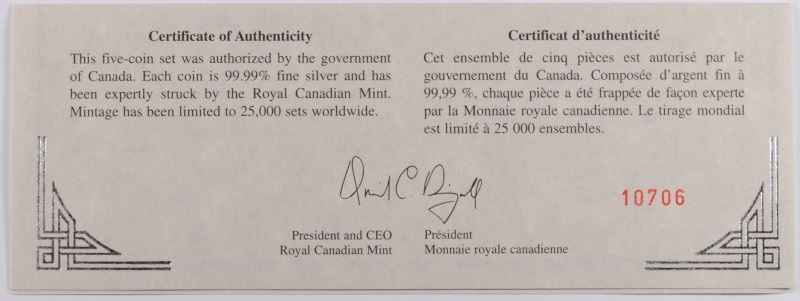 Certificate of Authenticity
This five-coin set was authorized by the government
of Canada. Each coin is 99.99% fine silver and has
been expertly struck by the Royal Canadian Mint.
Mintage has been limited to 25,000 sets worldwide.
Certificat d'authenticité
Cet ensemble de cinq pièces est autorisé par le
gouvernement du Canada. Composée d'argent fin à
99,99 %, chaque pièce a été frappée de façon experte
par la Monnaie royale canadienne. Le tirage mondial
est limité à 25 000 ensembles.
10706
President and CEO
Royal Canadian Mint
Président
Monnaie royale canadienne